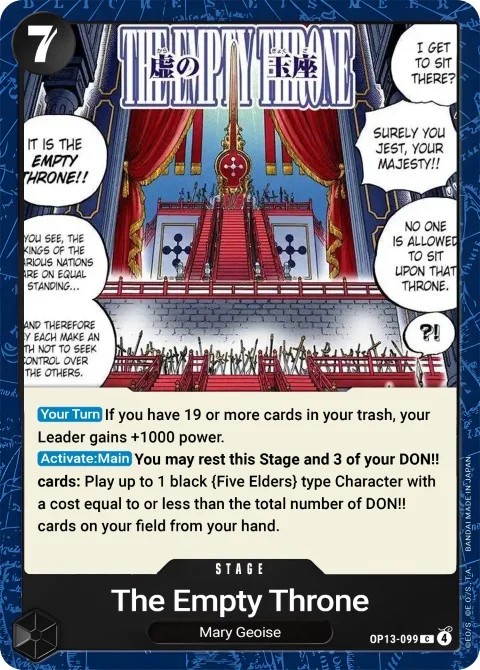 7
THE EMPTY THRONE
虚の玉座
I GET
TO SIT
THERE?
IT IS THE
EMPTY
THRONE!!
SURELY YOU
JEST, YOUR
MAJESTY!!
YOU SEE, THE
KINGS OF THE
RIOUS NATIONS
ARE ON EQUAL
STANDING...
NO ONE
IS ALLOWED
TO SIT
UPON THAT
THRONE.
AND THEREFORE
Y EACH MAKE AN
TH NOT TO SEEK
ONTROL OVER
THE OTHERS.
?!
Your Turn If you have 19 or more cards in your trash, your
Leader gains +1000 power.
Activate:Main You may rest this Stage and 3 of your DON!!
cards: Play up to 1 black {Five Elders} type Character with
a cost equal to or less than the total number of DON!!
cards on your field from your hand.
STAGE
The Empty Throne
Mary Geoise
OP13-099 C 4
BANDAI MADE IN JAPAN